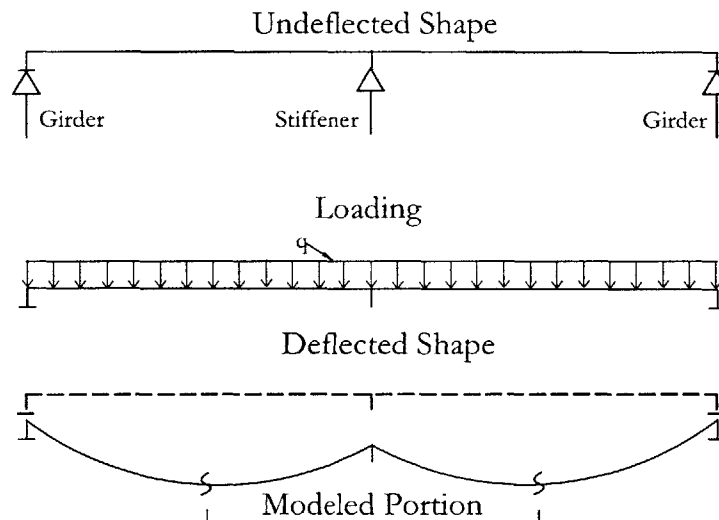 Undeflected Shape
Girder
Stiffener
Girder
Loading
q
Deflected Shape
Modeled Portion